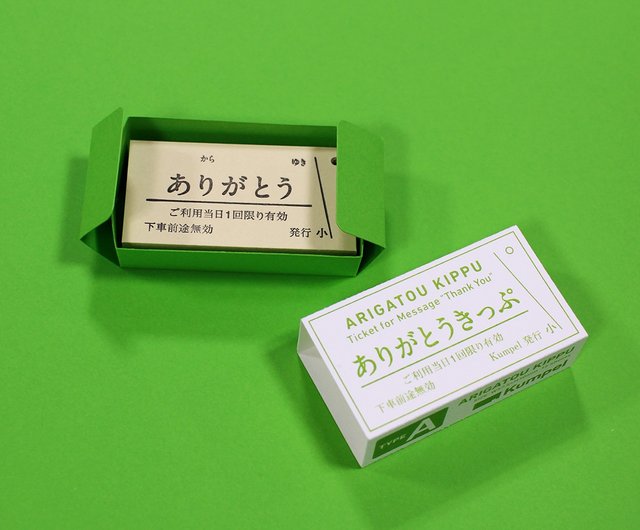 から ゆき
ありがとう
ご利用当日1回限り有効
下車前途無効 発行 小
ARIGATOU KIPPU
Ticket for Message "Thank You"
ありがとうきっぷ
ご利用当日1回限り有効
Kumpel 発行 小
下車前途無効
TYPE A
ARIGATOU KIPPU
Kumpel